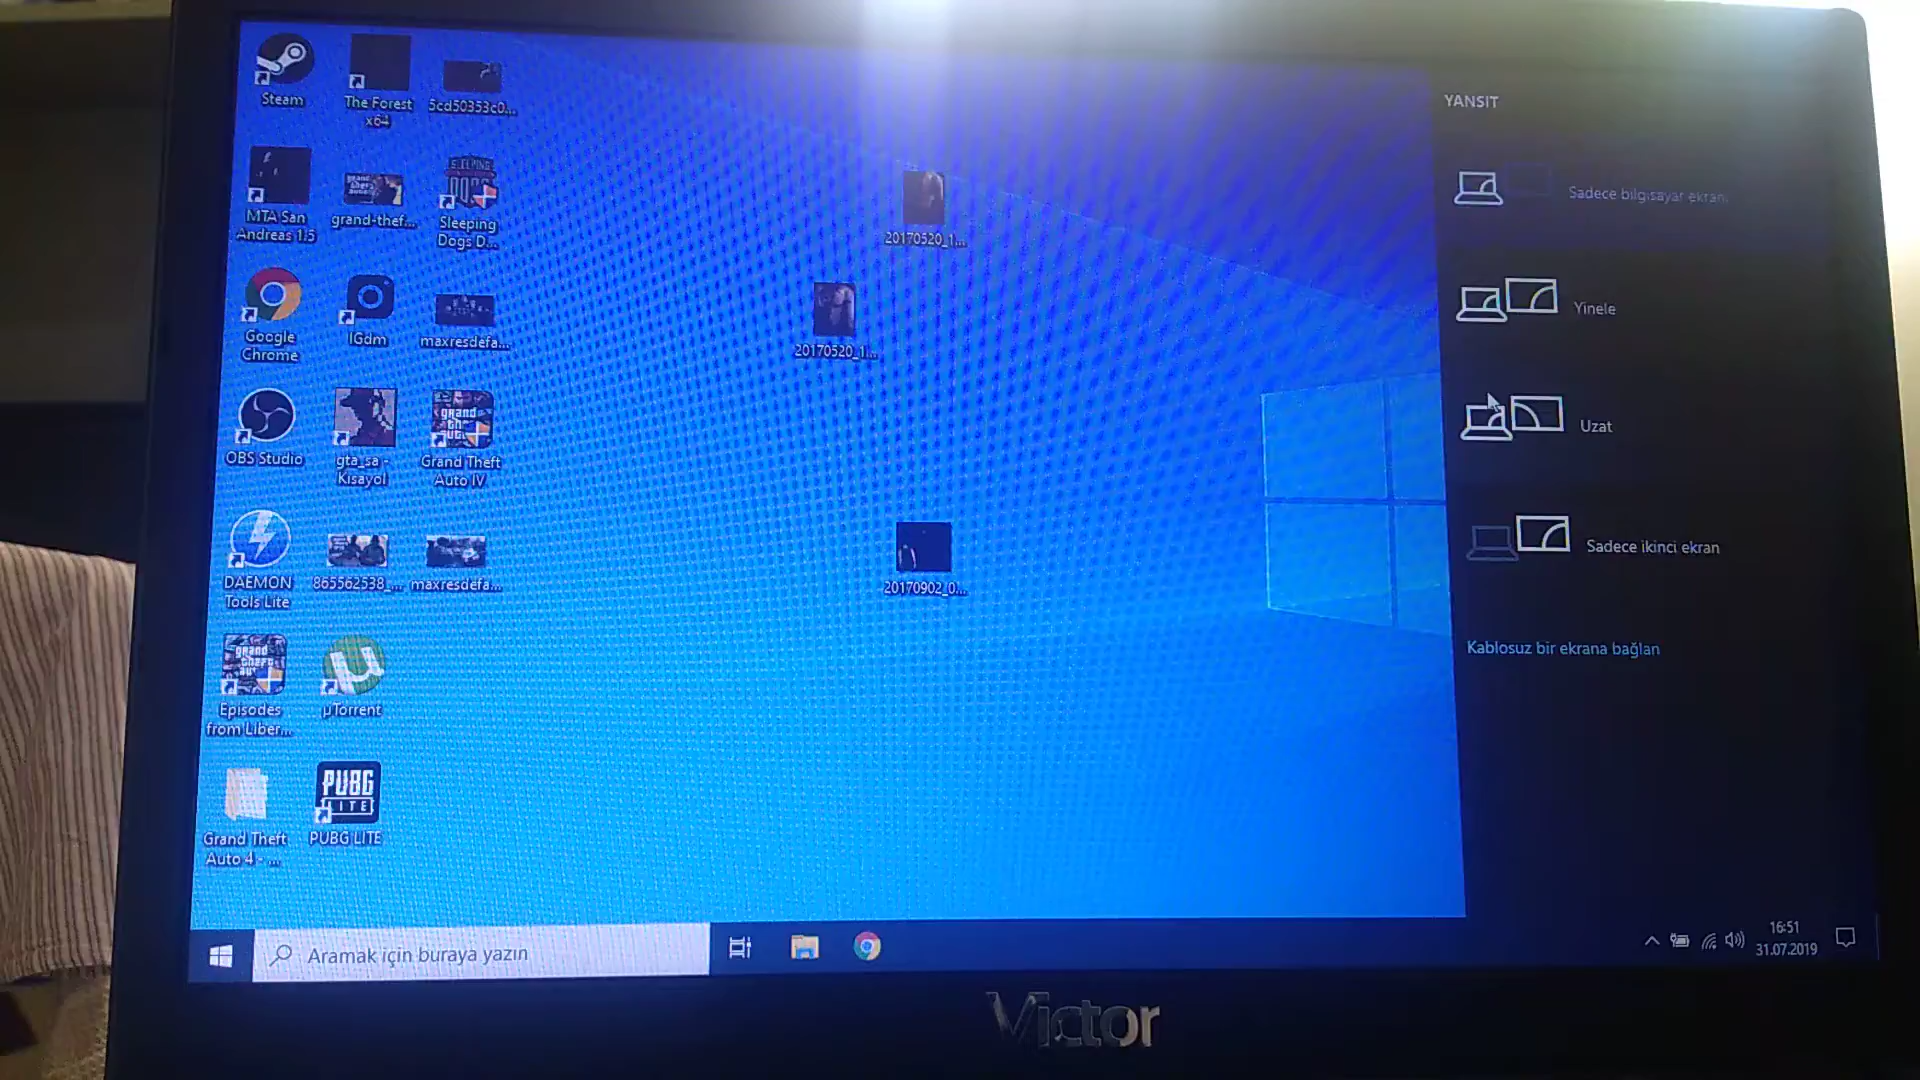 Steam
The Forest
x64
5cd50353c0...
MTA San
Andreas 1.5
grand-thef...
Sleeping
Dogs D...
Google
Chrome
IGdm
maxresdefa...
OBS Studio
gta_sa -
Kısayol
Grand Theft
Auto IV
DAEMON
Tools Lite
865562538_...
maxresdefa...
Episodes
from Liber...
µTorrent
Grand Theft
Auto 4 - ...
PUBG
LITE
PUBG LITE
20170520_1...
20170520_1...
20170902_0...
YANSIT
Sadece bilgisayar ekranı
Yinele
Uzat
Sadece ikinci ekran
Kablosuz bir ekrana bağlan
Aramak için buraya yazın
16:51
31.07.2019
Victor